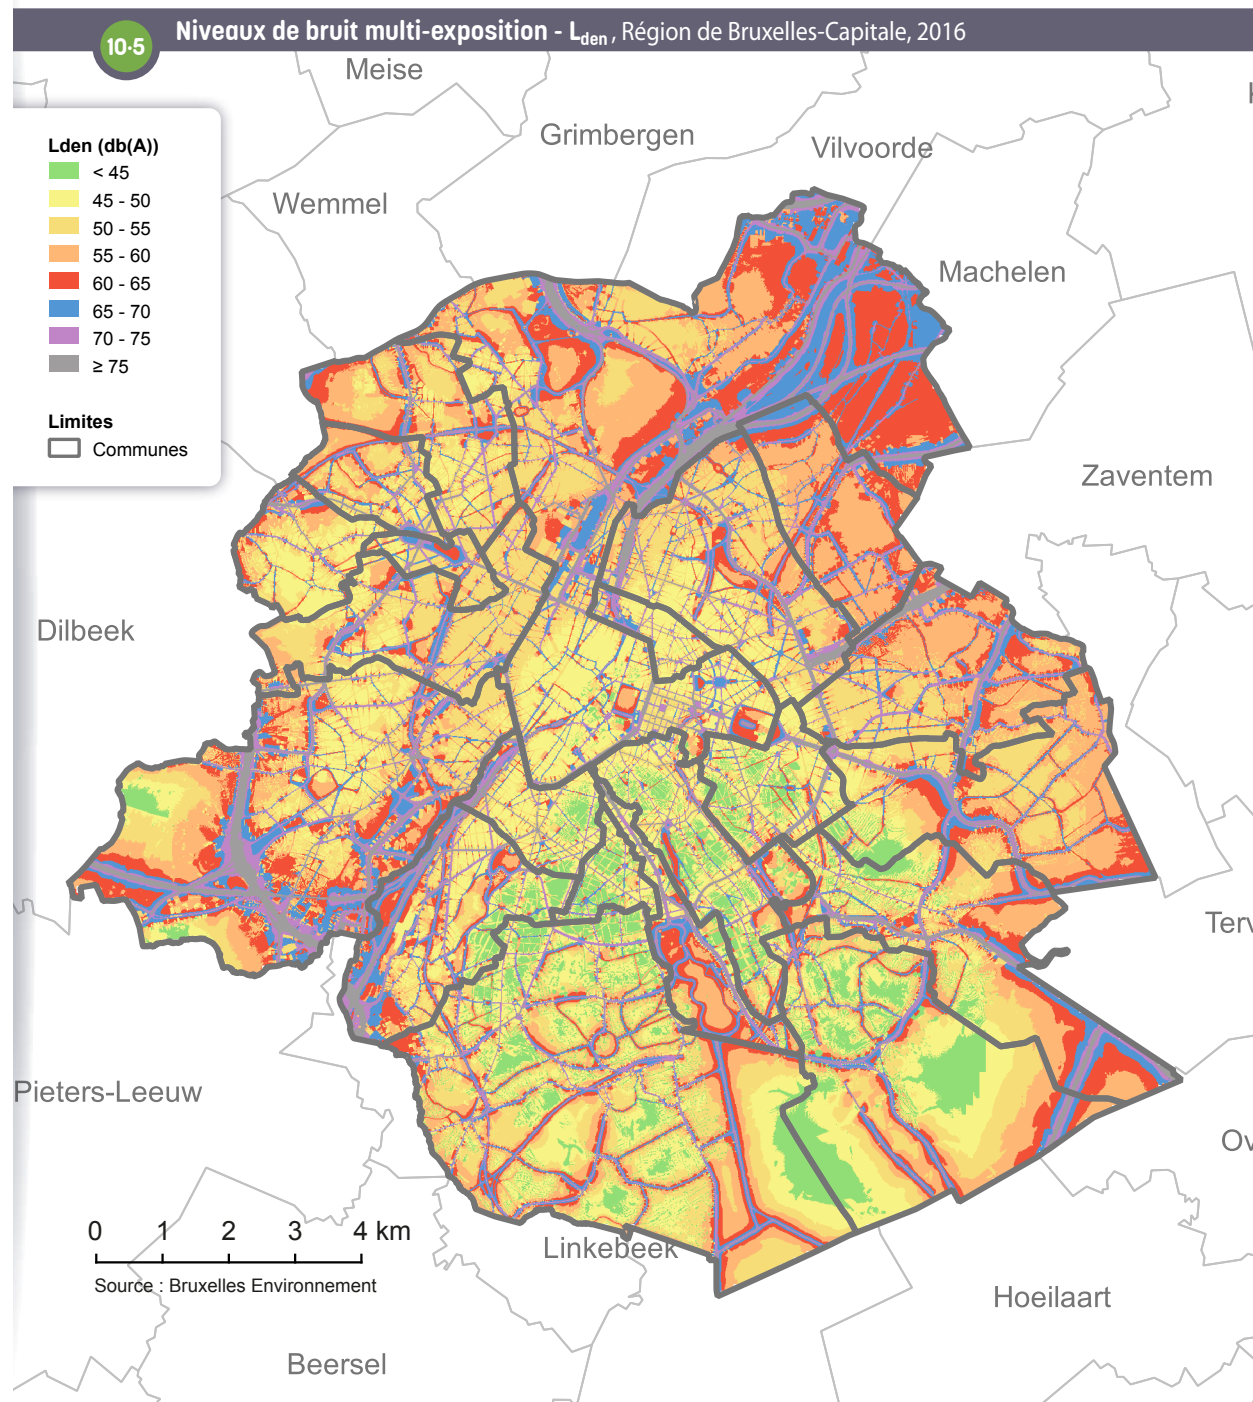 10·5
Niveaux de bruit multi-exposition - Lden , Région de Bruxelles-Capitale, 2016
Meise
Grimbergen
Vilvoorde
Lden (db(A))
< 45
45 - 50
50 - 55
55 - 60
60 - 65
65 - 70
70 - 75
≥ 75
Limites
Communes
Wemmel
Machelen
Zaventem
Dilbeek
Terv
Pieters-Leeuw
Ov
0 1 2 3 4 km
Source : Bruxelles Environnement
Linkebeek
Hoeilaart
Beersel